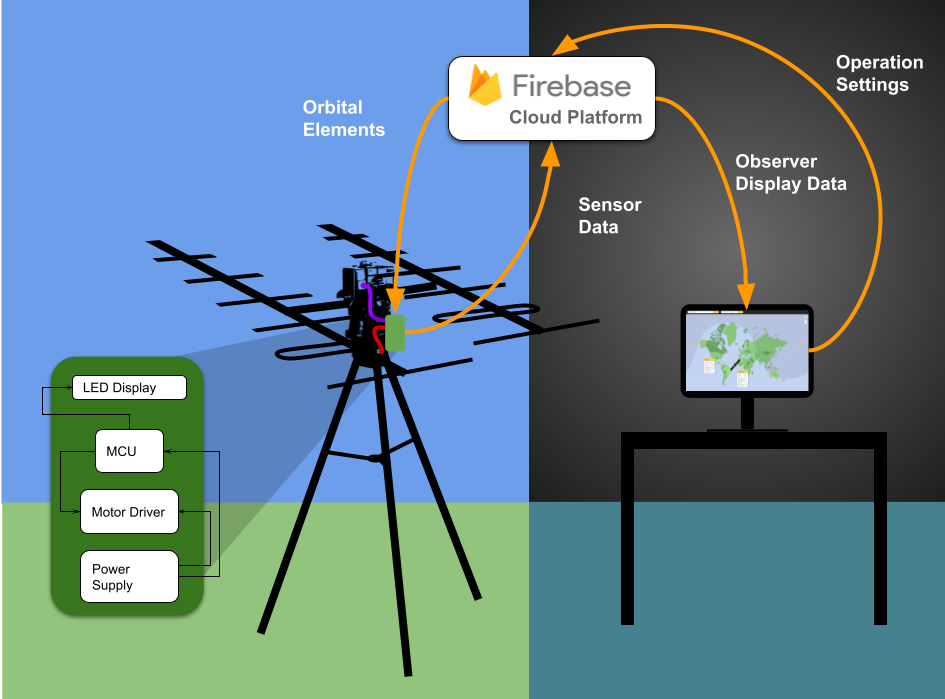 Firebase
Cloud Platform
Operation
Settings
Orbital
Elements
Observer
Display Data
Sensor
Data
LED Display
MCU
Motor Driver
Power
Supply